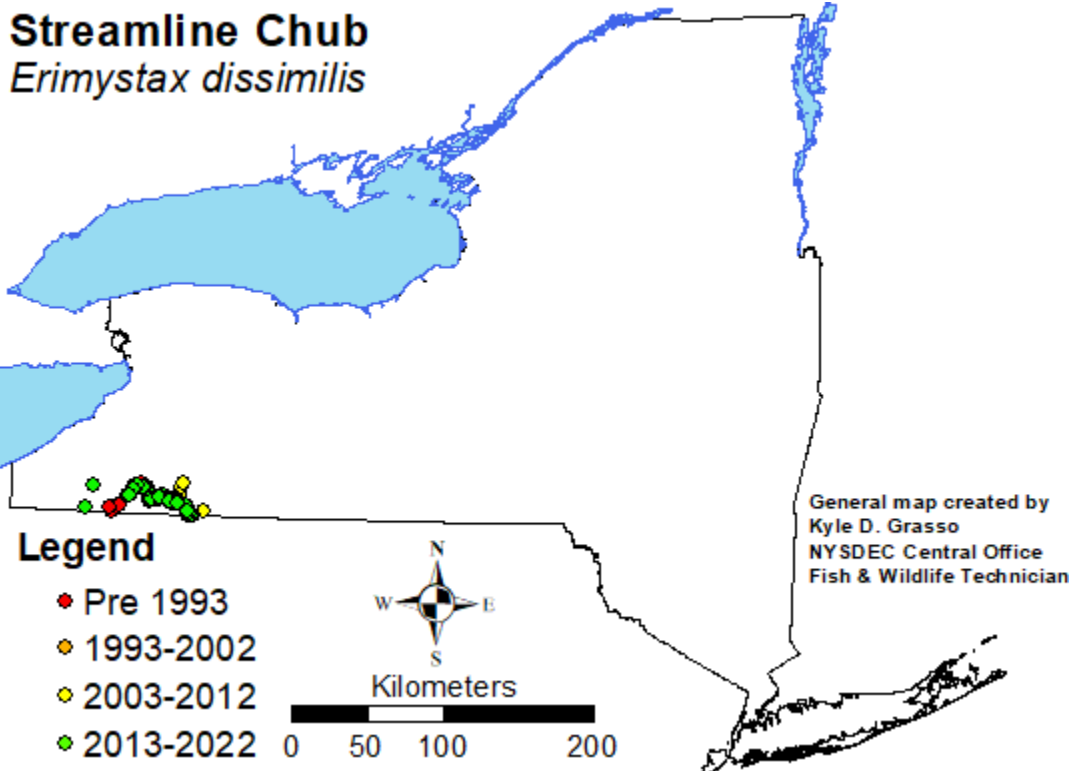 Streamline Chub
Erimystax dissimilis
General map created by
Kyle D. Grasso
NYSDEC Central Office
Fish & Wildlife Technician
Legend
Pre 1993
1993-2002
2003-2012
2013-2022
N
W E
S
Kilometers
0 50 100 200